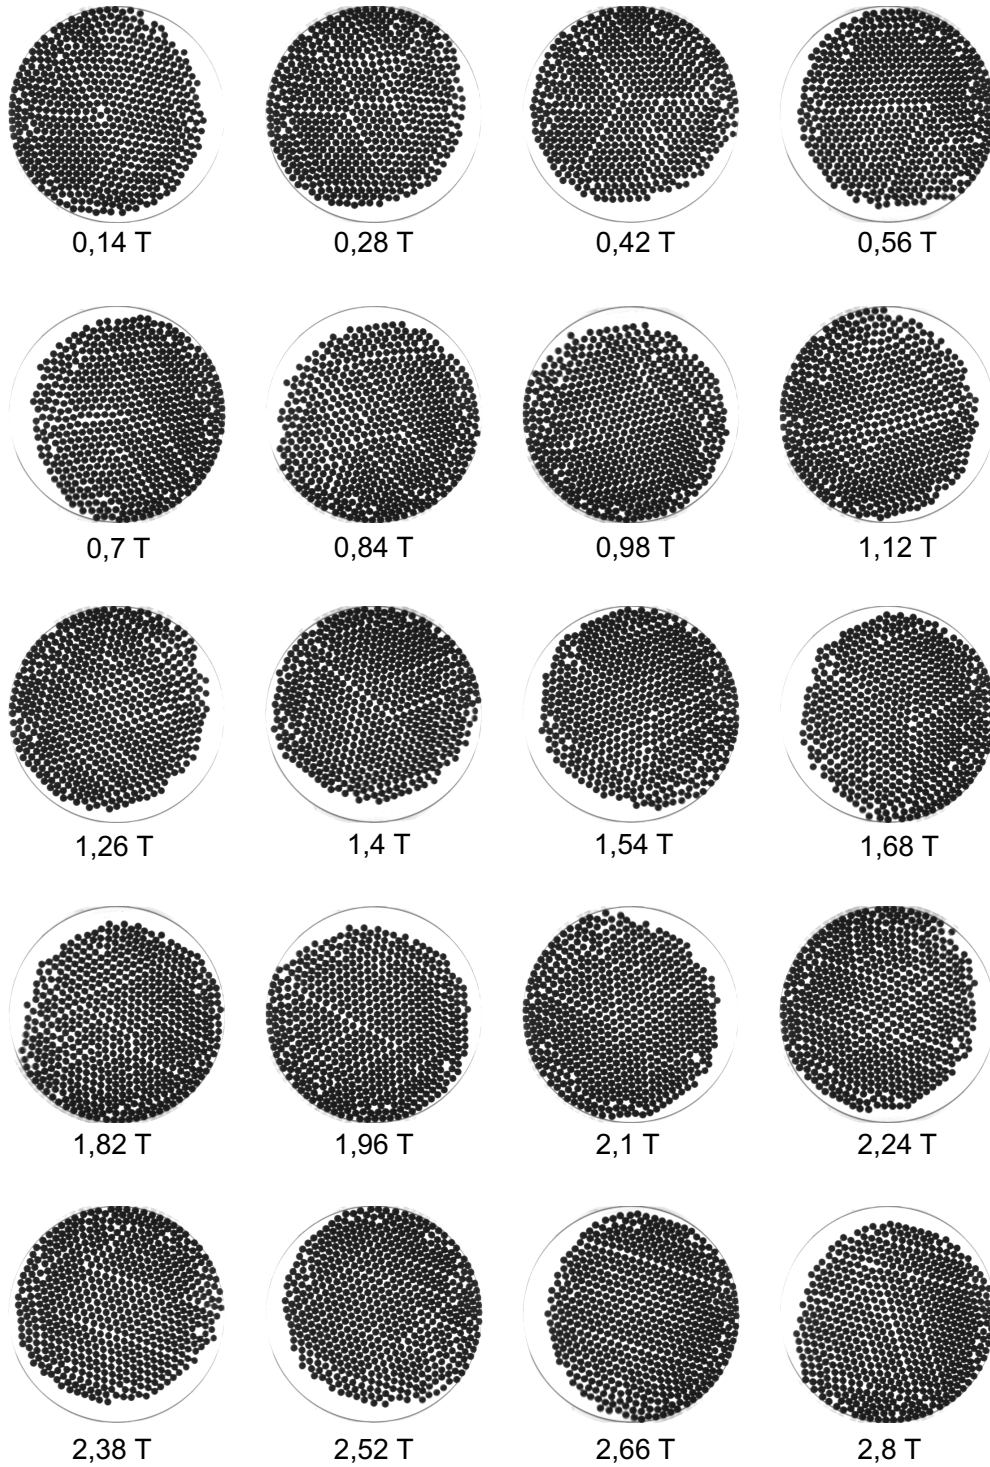 0,14 T 0,28 T 0,42 T 0,56 T
0,7 T 0,84 T 0,98 T 1,12 T
1,26 T 1,4 T 1,54 T 1,68 T
1,82 T 1,96 T 2,1 T 2,24 T
2,38 T 2,52 T 2,66 T 2,8 T